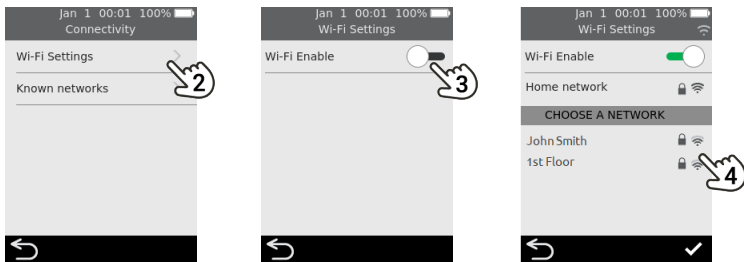 Jan 1 00:01 100%
Connectivity
Wi-Fi Settings
Known networks
2
Jan 1 00:01 100%
Wi-Fi Settings
Wi-Fi Enable
3
Jan 1 00:01 100%
Wi-Fi Settings
Wi-Fi Enable
Home network
CHOOSE A NETWORK
John Smith
1st Floor
4